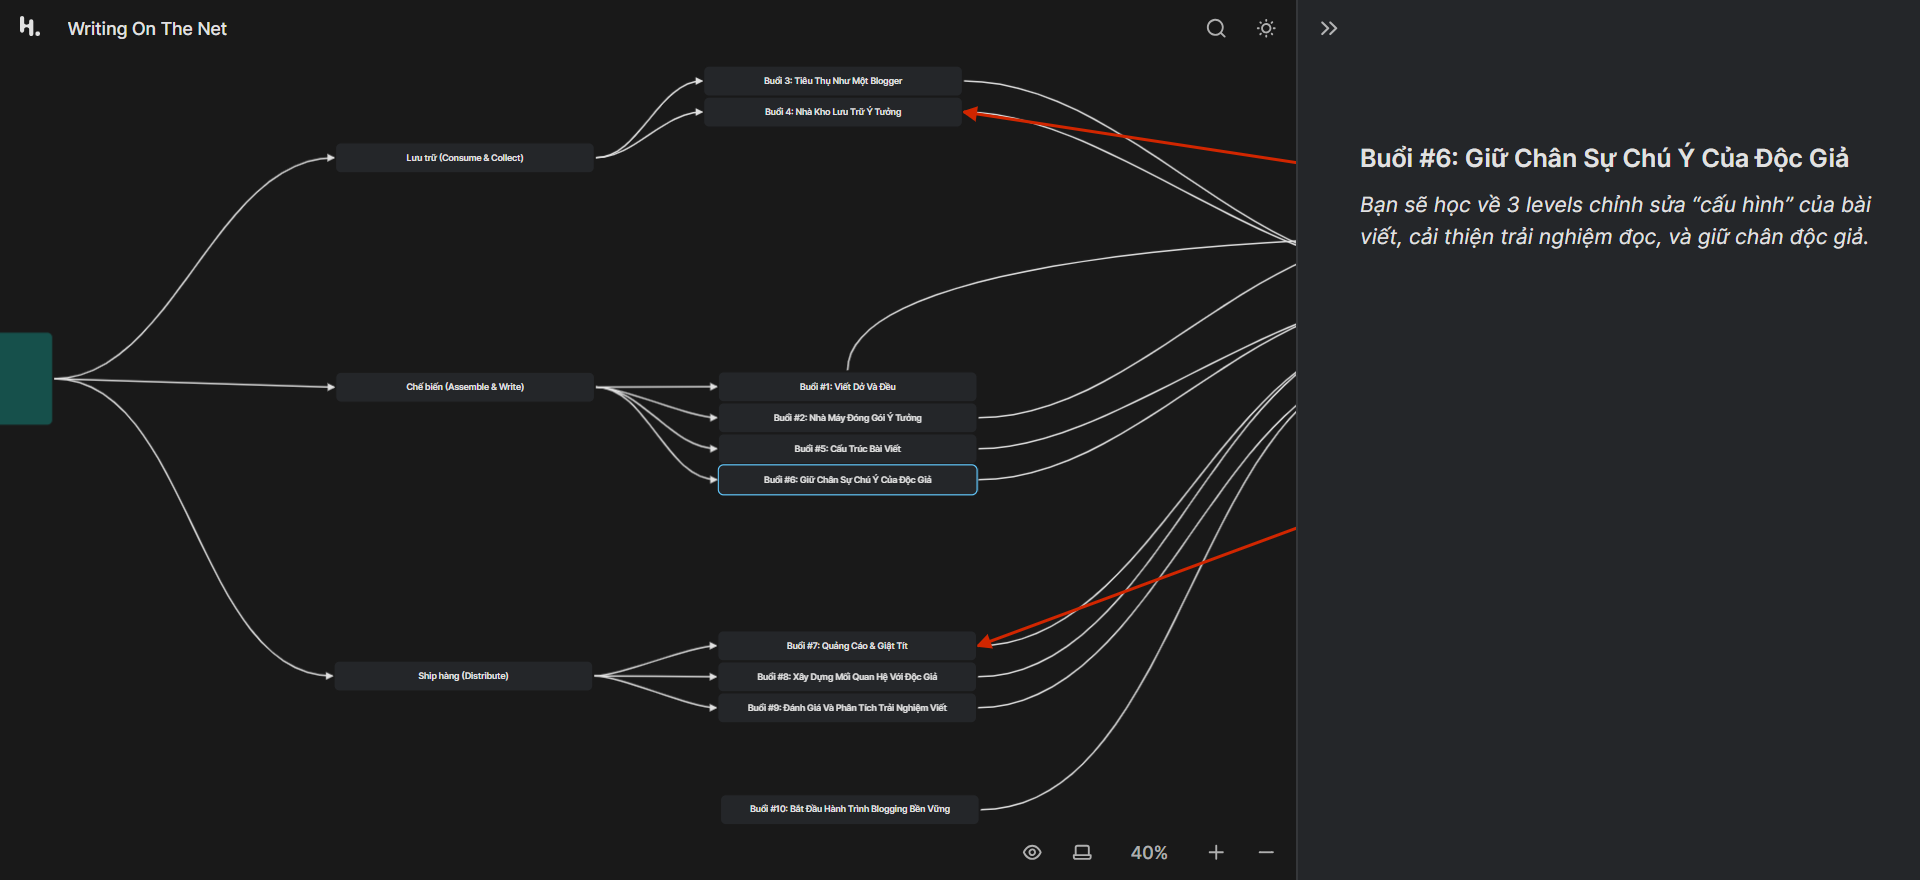 H.
Writing On The Net
Buổi 3: Tiêu Thụ Như Một Blogger
Buổi 4: Nhà Kho Lưu Trữ Ý Tưởng
Lưu trữ (Consume & Collect)
Chế biến (Assemble & Write)
Buổi #1: Viết Dở Và Đều
Buổi #2: Nhà Máy Đóng Gói Ý Tưởng
Buổi #5: Cấu Trúc Bài Viết
Buổi #6: Giữ Chân Sự Chú Ý Của Độc Giả
Ship hàng (Distribute)
Buổi #7: Quảng Cáo & Giật Tít
Buổi #8: Xây Dựng Mối Quan Hệ Với Độc Giả
Buổi #9: Đánh Giá Và Phân Tích Trải Nghiệm Viết
Buổi #10: Bắt Đầu Hành Trình Blogging Bền Vững
40%
Buổi #6: Giữ Chân Sự Chú Ý Của Độc Giả
Bạn sẽ học về 3 levels chỉnh sửa “cấu hình” của bài
viết, cải thiện trải nghiệm đọc, và giữ chân độc giả.